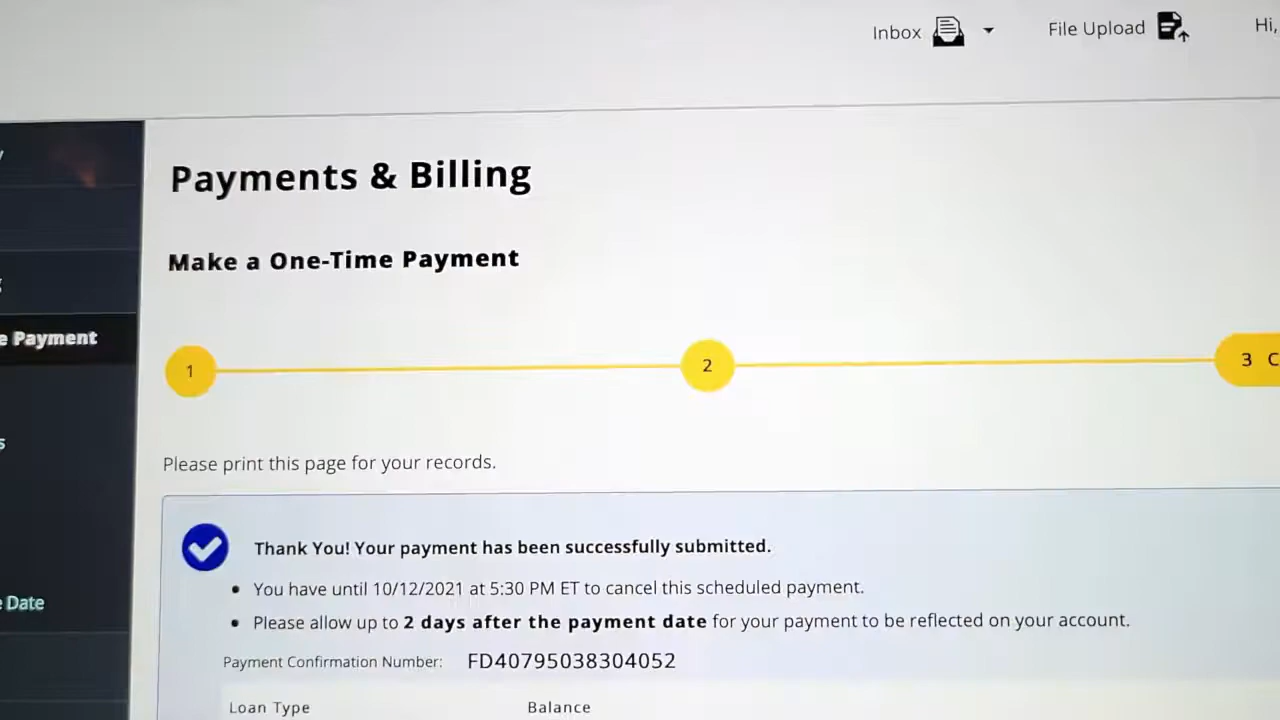 Inbox File Upload Hi,
Payments & Billing
Make a One-Time Payment
e Payment
1 2 3 C
Please print this page for your records.
Thank You! Your payment has been successfully submitted.
• You have until 10/12/2021 at 5:30 PM ET to cancel this scheduled payment.
e Date
• Please allow up to 2 days after the payment date for your payment to be reflected on your account.
Payment Confirmation Number: FD40795038304052
Loan Type Balance